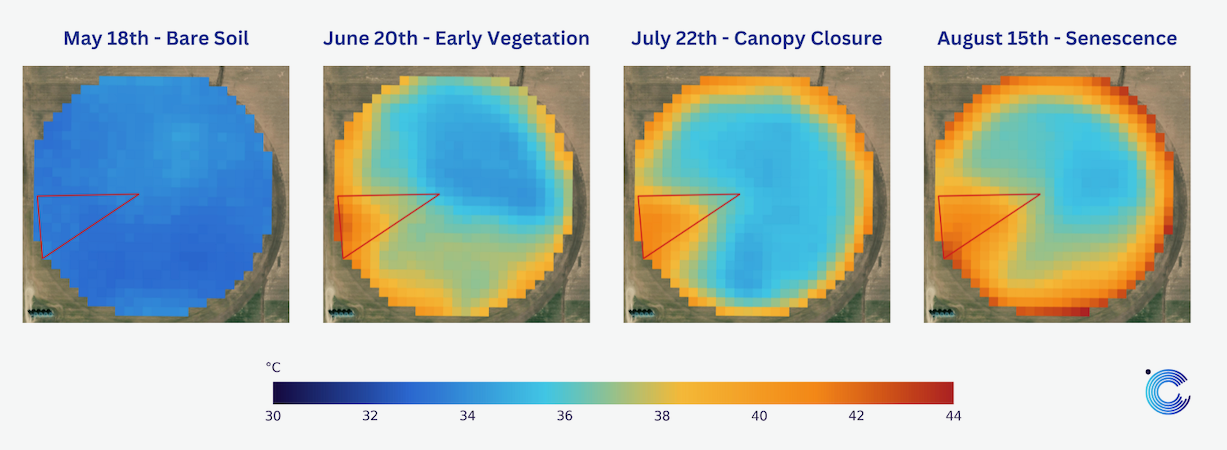 May 18th - Bare Soil
June 20th - Early Vegetation
July 22th - Canopy Closure
August 15th - Senescence
°C
30 32 34 36 38 40 42 44